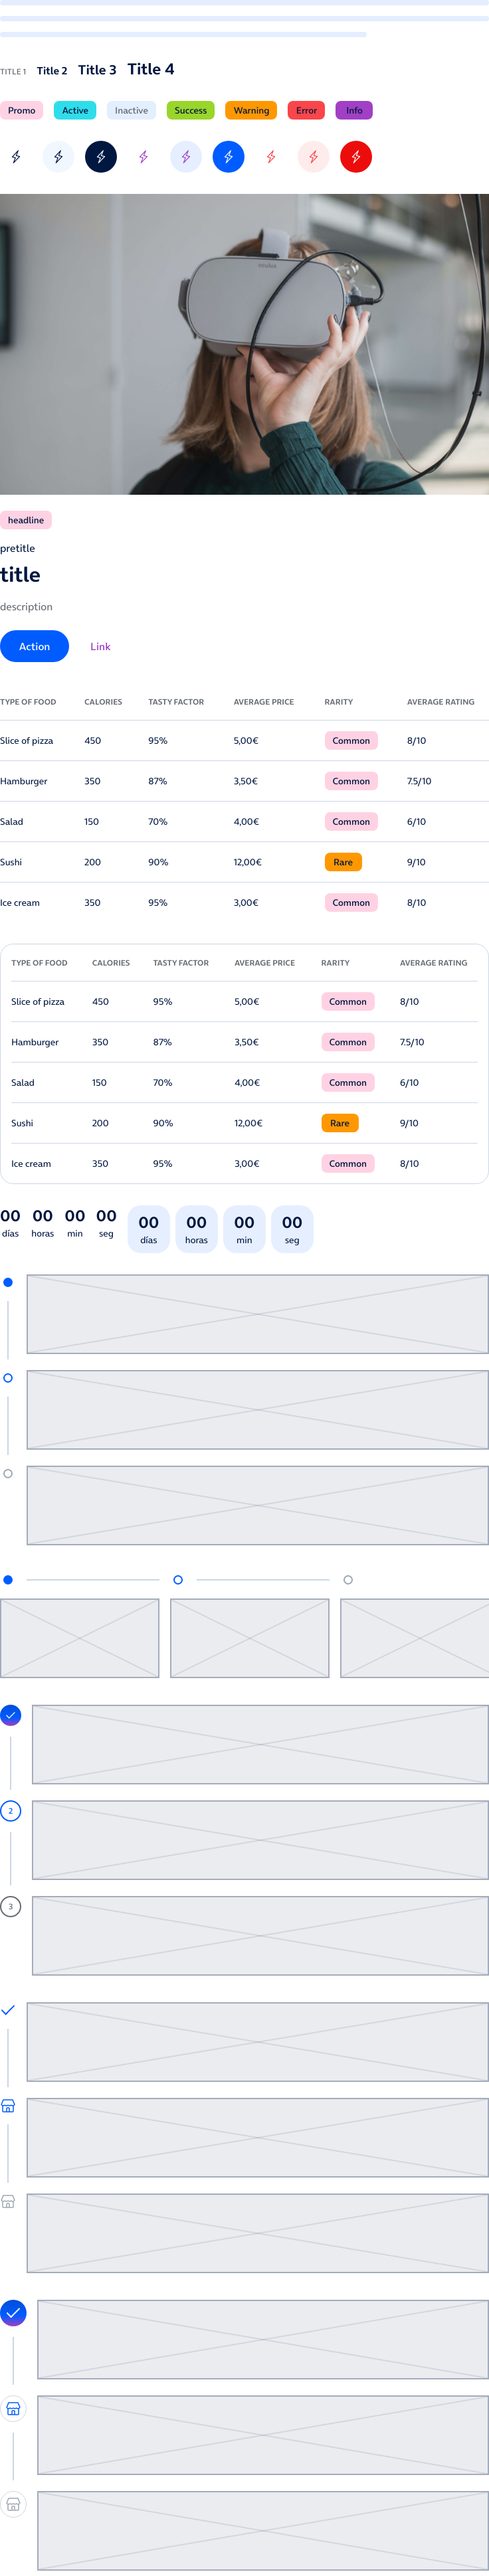 TITLE 1 Title 2 Title 3 Title 4
Promo Active Inactive Success Warning Error Info
oculus
headline
pretitle
title
description
Action Link
TYPE OF FOOD CALORIES TASTY FACTOR AVERAGE PRICE RARITY AVERAGE RATING
Slice of pizza 450 95% 5,00€ Common 8/10
Hamburger 350 87% 3,50€ Common 7.5/10
Salad 150 70% 4,00€ Common 6/10
Sushi 200 90% 12,00€ Rare 9/10
Ice cream 350 95% 3,00€ Common 8/10
TYPE OF FOOD CALORIES TASTY FACTOR AVERAGE PRICE RARITY AVERAGE RATING
Slice of pizza 450 95% 5,00€ Common 8/10
Hamburger 350 87% 3,50€ Common 7.5/10
Salad 150 70% 4,00€ Common 6/10
Sushi 200 90% 12,00€ Rare 9/10
Ice cream 350 95% 3,00€ Common 8/10
00 00 00 00 00 00 00 00
días horas min seg días horas min seg
2
3